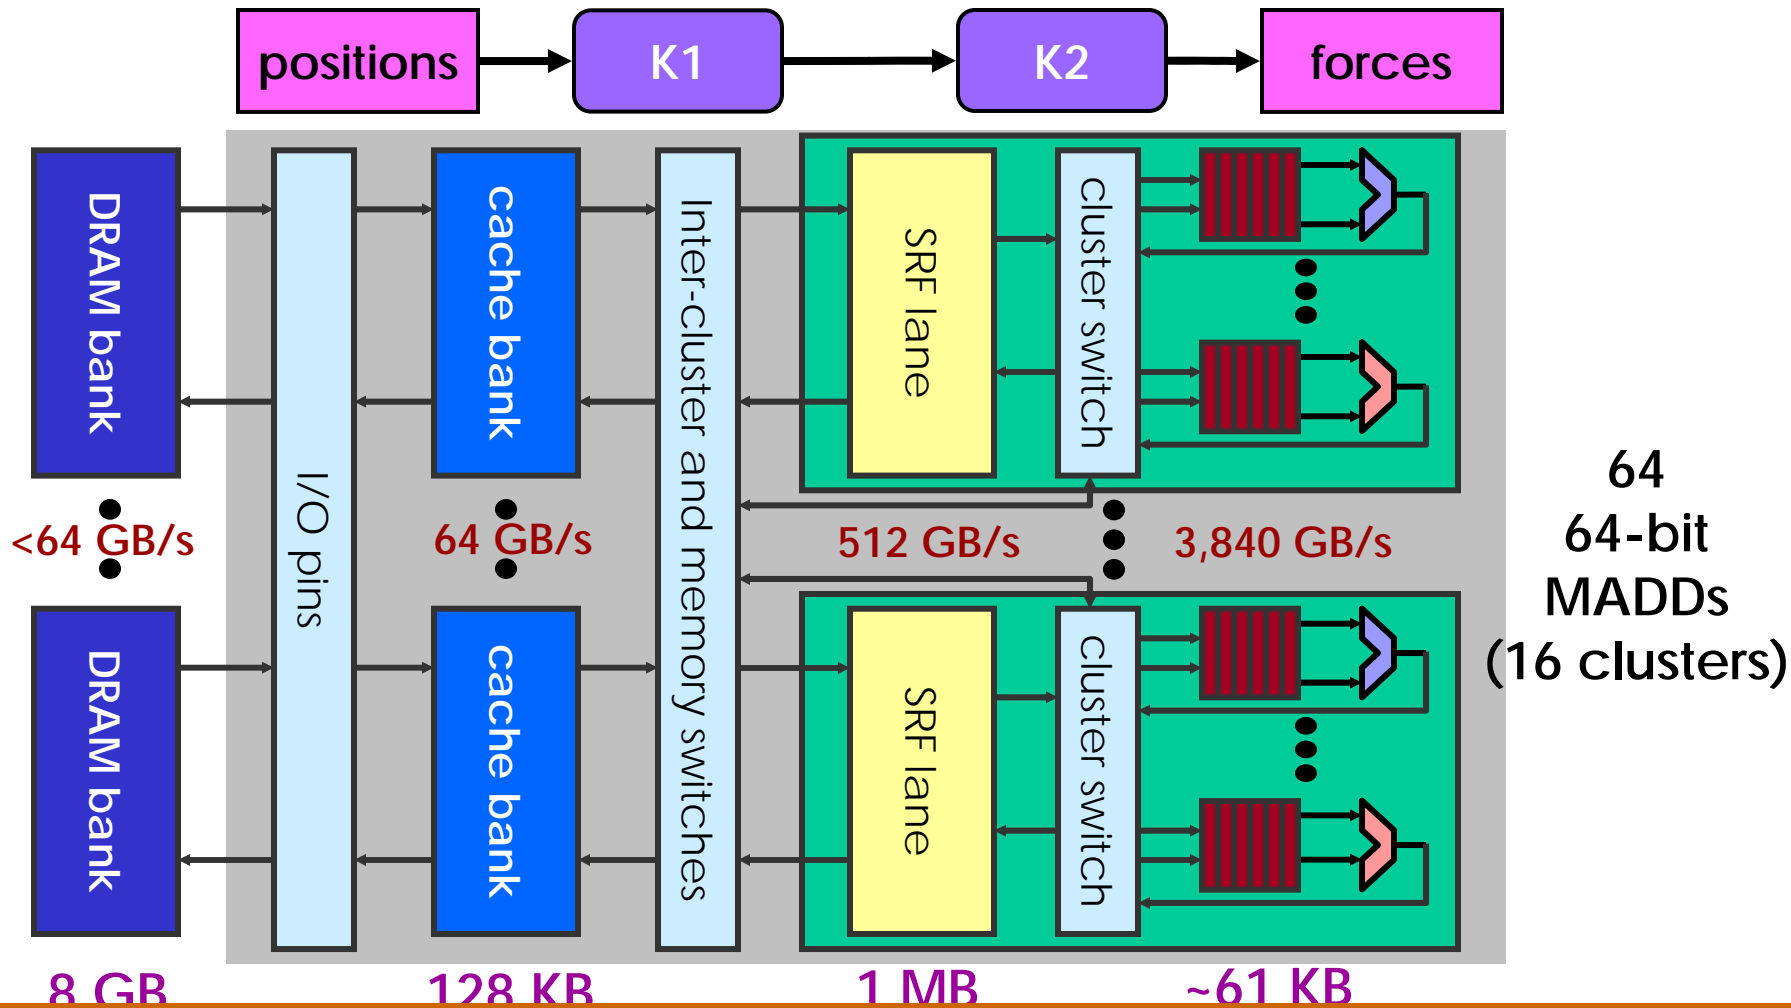 positions
K1
K2
forces
DRAM bank
cache bank
Inter-cluster and memory switches
SRF lane
cluster switch
I/O pins
<64 GB/s
64 GB/s
512 GB/s
3,840 GB/s
64
64-bit
MADDs
(16 clusters)
DRAM bank
cache bank
SRF lane
cluster switch
8 GB
128 KB
1 MB
~61 KB